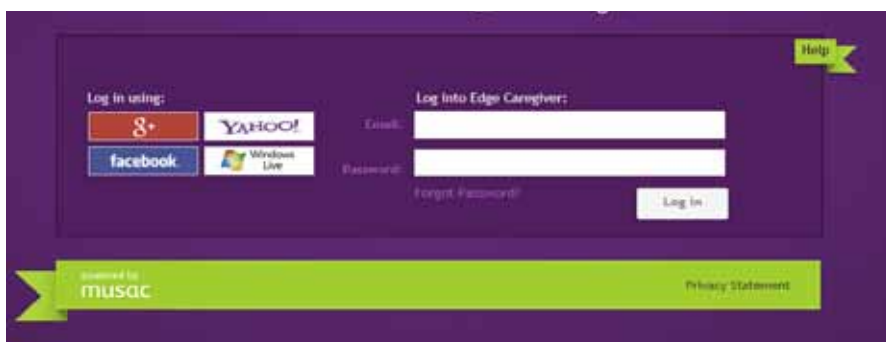 Help
Log in using:
8+
YAHOO!
facebook
Windows Live
Log into Edge Caregiver:
Email:
Password:
Forgot Password?
Log In
powered by
musac
Privacy Statement